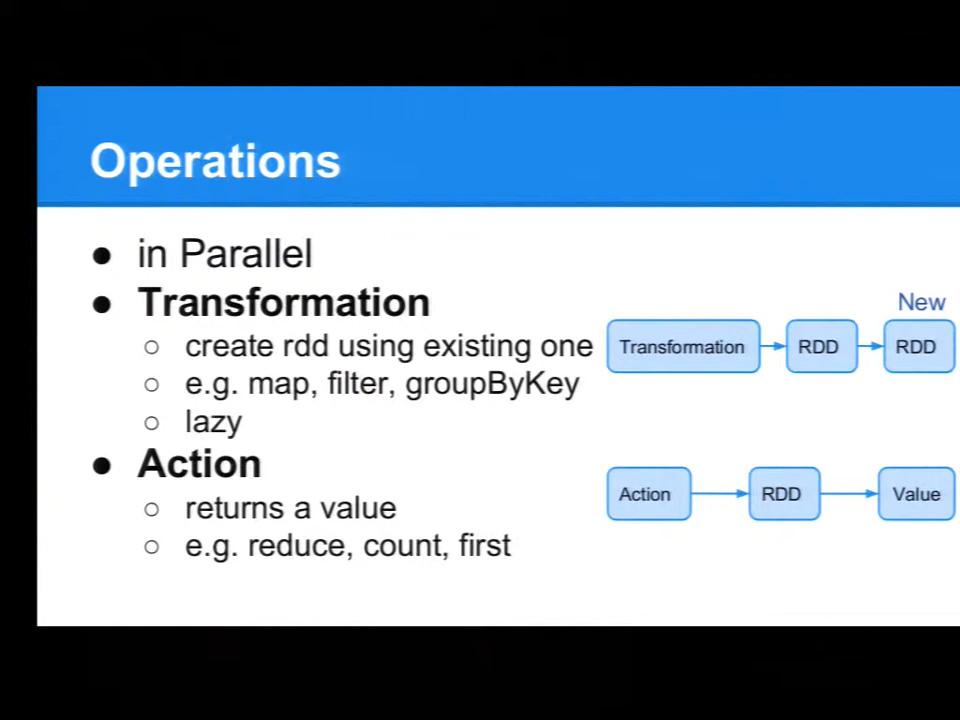 Operations
● in Parallel
● Transformation
○ create rdd using existing one
○ e.g. map, filter, groupByKey
○ lazy
● Action
○ returns a value
○ e.g. reduce, count, first
New
Transformation RDD RDD
Action RDD Value